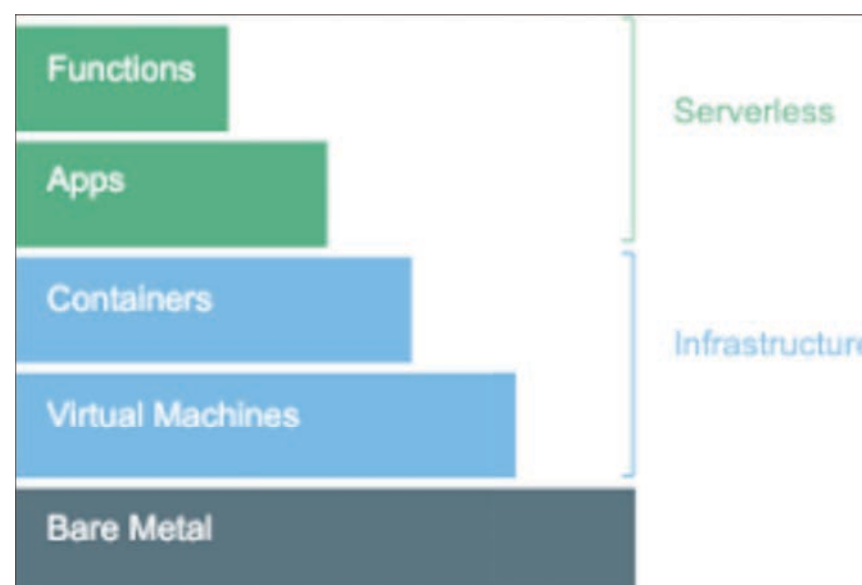 Functions
Serverless
Apps
Containers
Infrastructure
Virtual Machines
Bare Metal